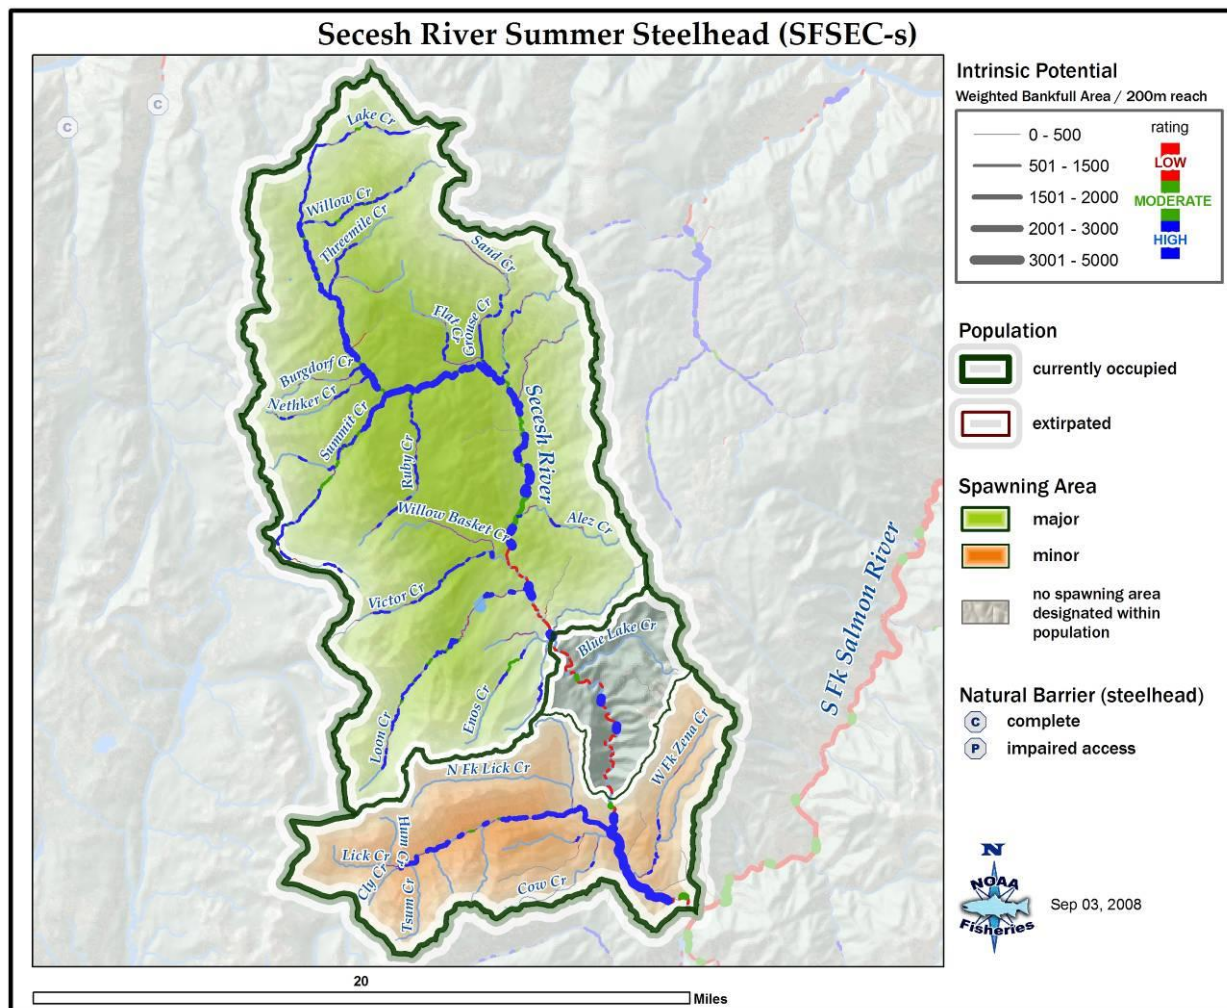 Secesh River Summer Steelhead (SFSEC-s)
C
C
Lake Cr
Willow Cr
Threemile Cr
Sand Cr
Flat Cr
Grouse Cr
Burgdorf Cr
Nethker Cr
Summit Cr
Ruby Cr
Secesh River
Willow Basket Cr
Alez Cr
Victor Cr
Loon Cr
Enos Cr
Blue Lake Cr
S Fk Salmon River
N Fk Lick Cr
W Fk Zena Cr
Lick Cr
Hum Cr
Cly Cr
Tsum Cr
Cow Cr
20
Miles
Intrinsic Potential
Weighted Bankfull Area / 200m reach
rating
0 - 500
501 - 1500
1501 - 2000
2001 - 3000
3001 - 5000
LOW
MODERATE
HIGH
Population
currently occupied
extirpated
Spawning Area
major
minor
no spawning area
designated within
population
Natural Barrier (steelhead)
C complete
P impaired access
N
NOAA
Fisheries
Sep 03, 2008